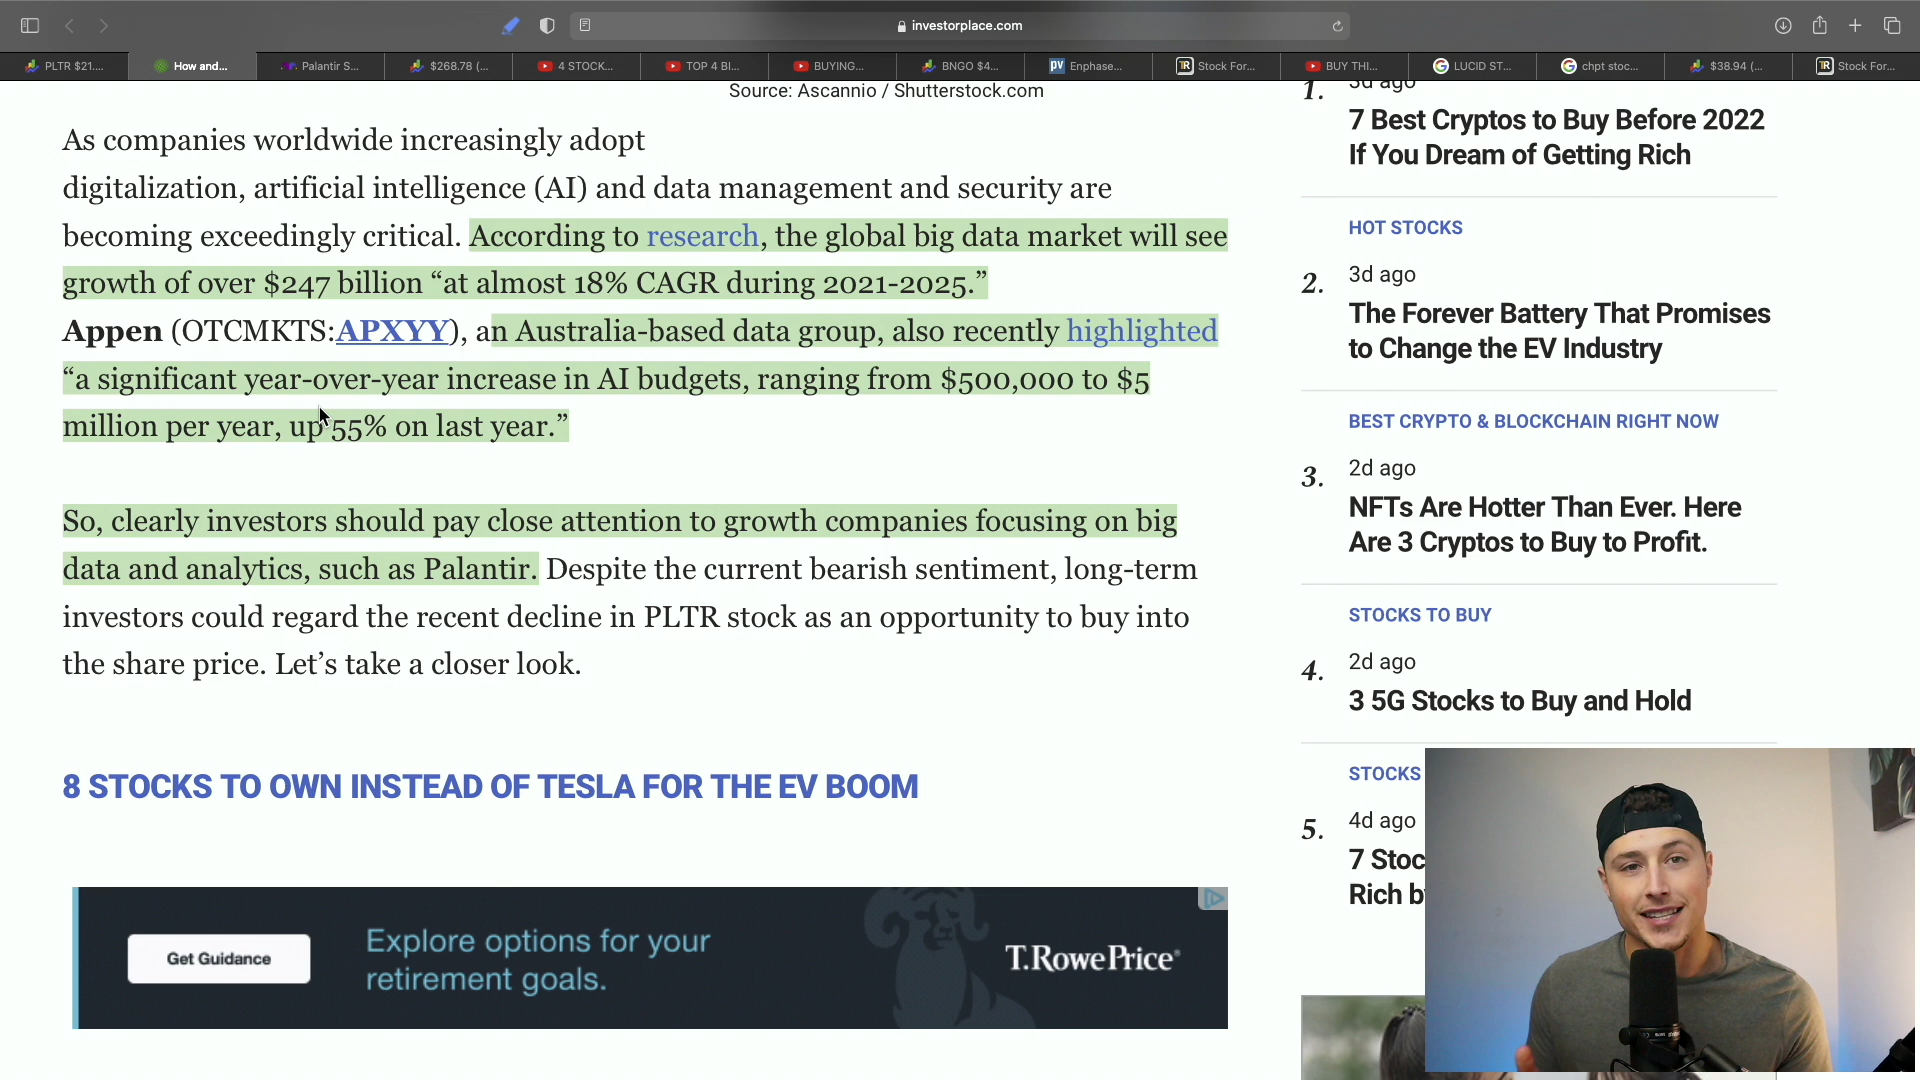 investorplace.com
PLTR $21....
How and...
Palantir S...
$268.78 (...
4 STOCK...
TOP 4 BI...
BUYING...
BNGO $4...
Enphase...
Stock For...
BUY THI...
LUCID ST...
chpt stoc...
$38.94 (...
Stock For...
Source: Ascannio / Shutterstock.com
As companies worldwide increasingly adopt
digitalization, artificial intelligence (AI) and data management and security are
becoming exceedingly critical. According to research, the global big data market will see
growth of over $247 billion “at almost 18% CAGR during 2021-2025.”
Appen (OTCMKTS:APXYY), an Australia-based data group, also recently highlighted
“a significant year-over-year increase in AI budgets, ranging from $500,000 to $5
million per year, up 55% on last year.”
So, clearly investors should pay close attention to growth companies focusing on big
data and analytics, such as Palantir. Despite the current bearish sentiment, long-term
investors could regard the recent decline in PLTR stock as an opportunity to buy into
the share price. Let’s take a closer look.
8 STOCKS TO OWN INSTEAD OF TESLA FOR THE EV BOOM
Get Guidance
Explore options for your
retirement goals.
T.RowePrice®
1. 3d ago
7 Best Cryptos to Buy Before 2022
If You Dream of Getting Rich
HOT STOCKS
2. 3d ago
The Forever Battery That Promises
to Change the EV Industry
BEST CRYPTO & BLOCKCHAIN RIGHT NOW
3. 2d ago
NFTs Are Hotter Than Ever. Here
Are 3 Cryptos to Buy to Profit.
STOCKS TO BUY
4. 2d ago
3 5G Stocks to Buy and Hold
STOCKS
5. 4d ago
7 Stoc
Rich b